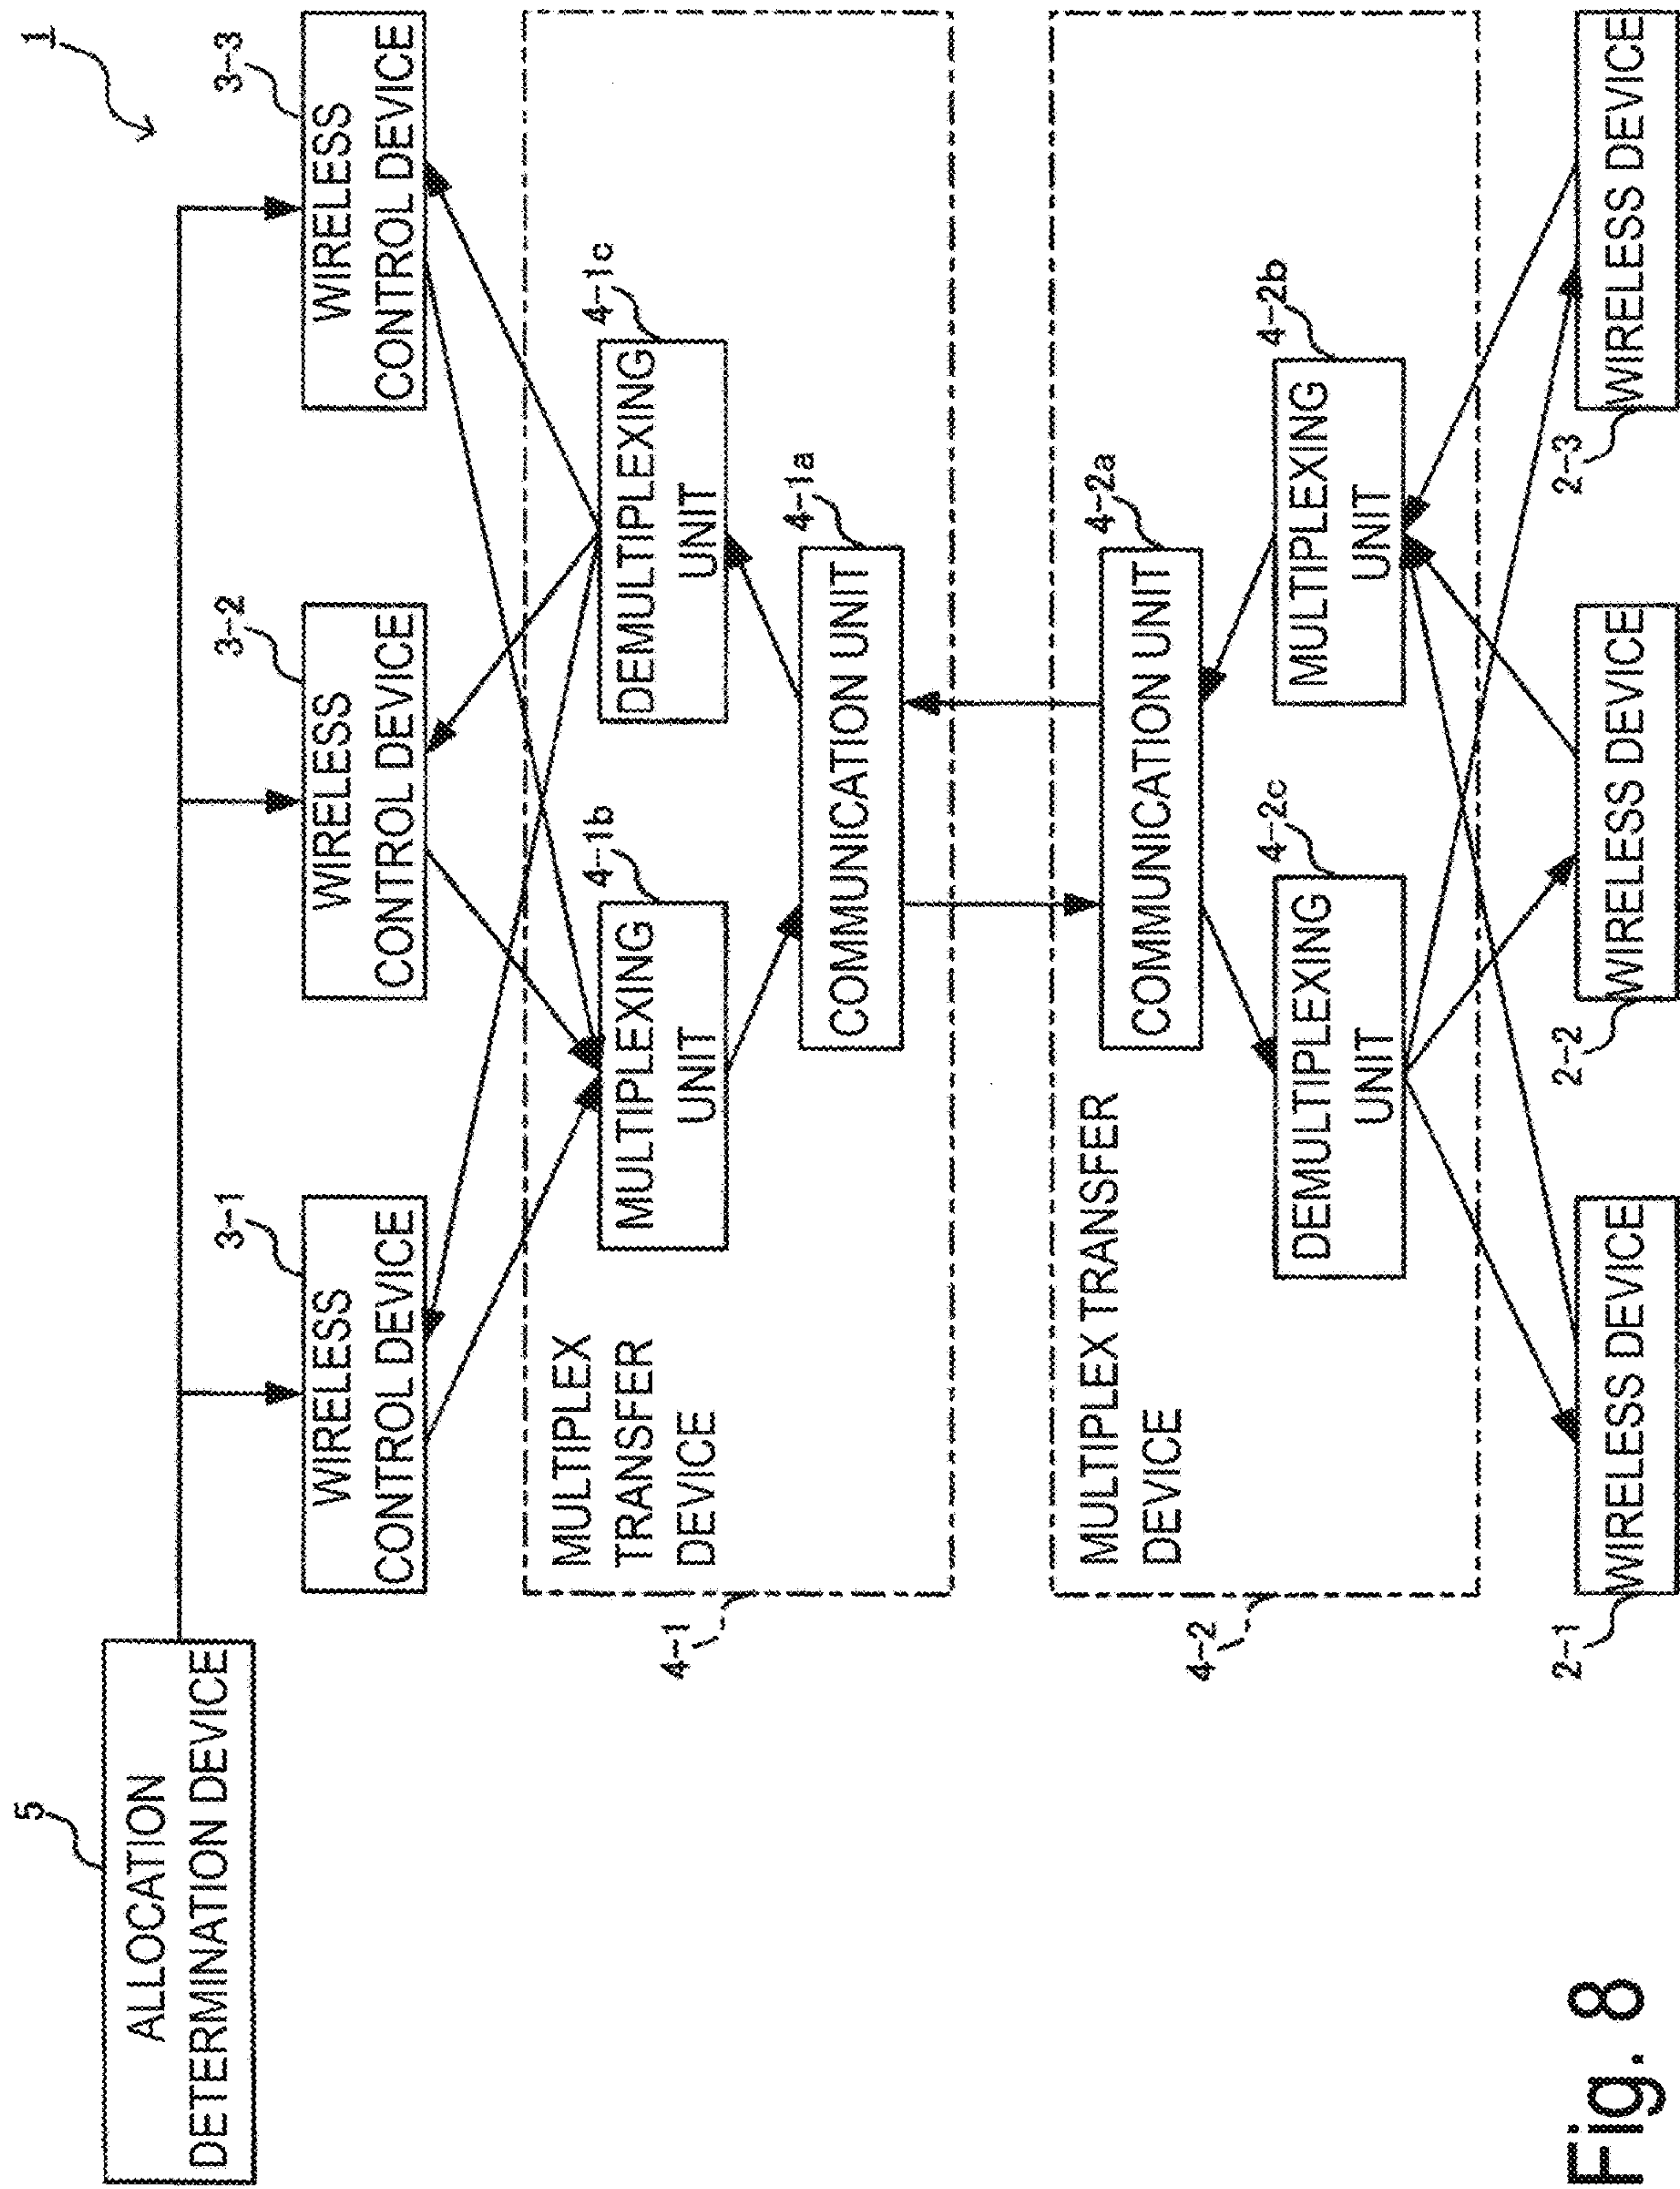 1
5
ALLOCATION
DETERMINATION DEVICE
3-1
WIRELESS
CONTROL DEVICE
3-2
WIRELESS
CONTROL DEVICE
3-3
WIRELESS
CONTROL DEVICE
4-1
MULTIPLEX
TRANSFER
DEVICE
4-1b
MULTIPLEXING
UNIT
4-1c
DEMULTIPLEXING
UNIT
4-1a
COMMUNICATION UNIT
4-2
MULTIPLEX TRANSFER
DEVICE
4-2a
COMMUNICATION UNIT
4-2c
DEMULTIPLEXING
UNIT
4-2b
MULTIPLEXING
UNIT
2-1
WIRELESS DEVICE
2-2
WIRELESS DEVICE
2-3
WIRELESS DEVICE
Fig. 8